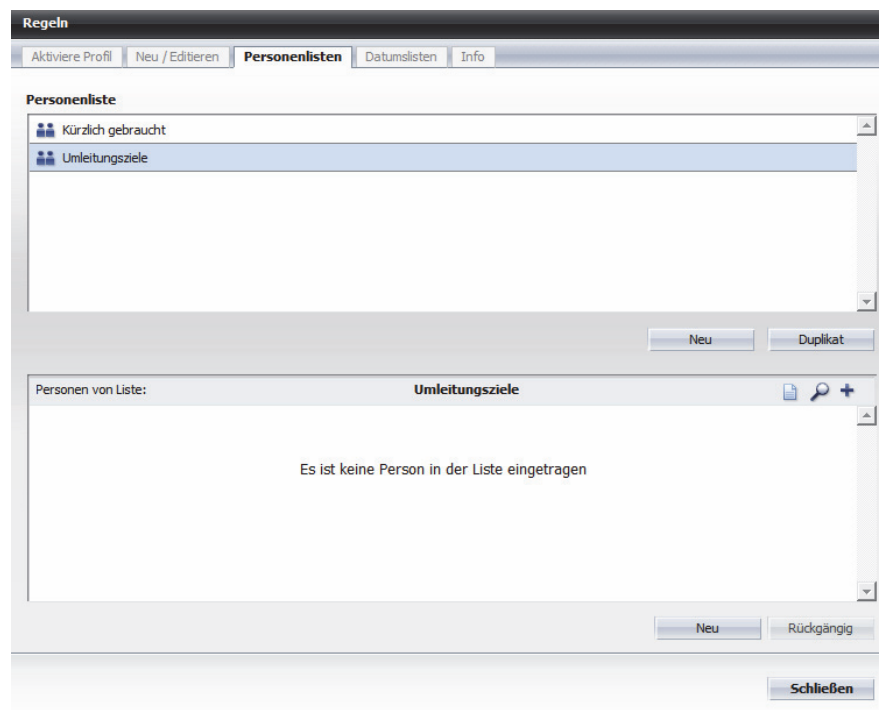 Regeln
Aktiviere Profil Neu / Editieren Personenlisten Datumslisten Info
Personenliste
Kürzlich gebraucht
Umleitungsziele
Neu Duplikat
Personen von Liste: Umleitungsziele
Es ist keine Person in der Liste eingetragen
Neu Rückgängig
Schließen